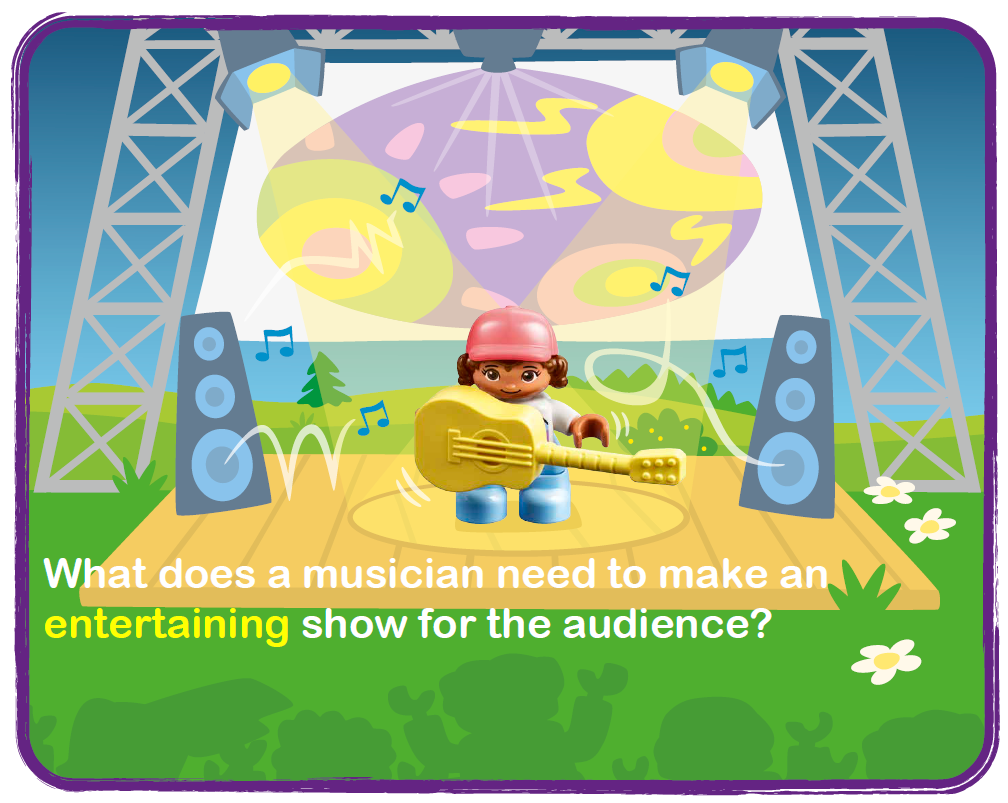 What does a musician need to make an
entertaining show for the audience?